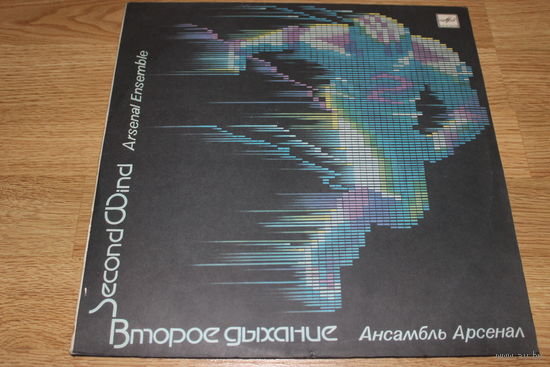 Second Wind Arsenal Ensemble
Второе дыхание Ансамбль Арсенал